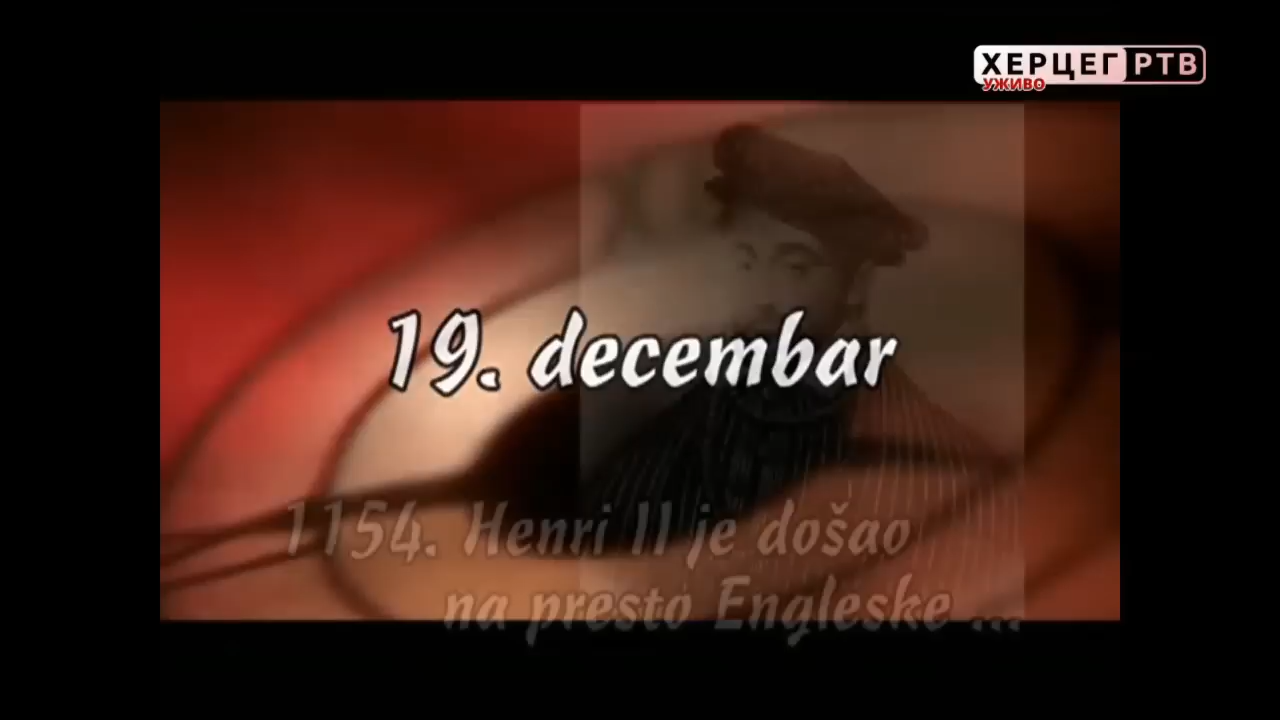 ХЕРЦЕГ РТВ
УЖИВО
19. decembar
1154. Henri II je došao
na presto Engleske ...